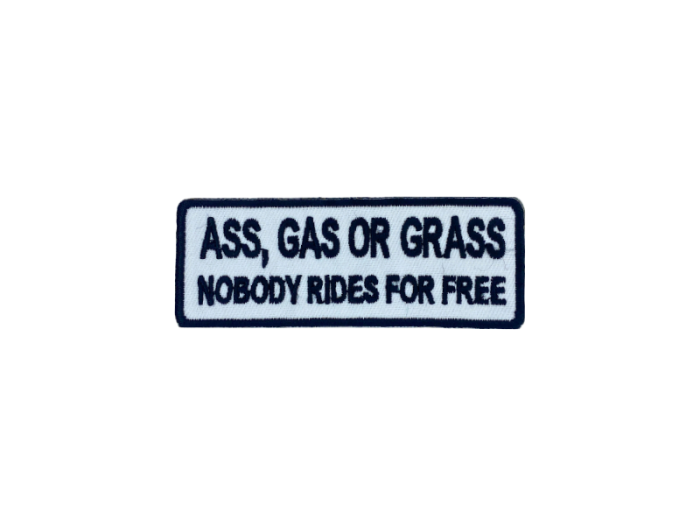 ASS, GAS OR GRASS
NOBODY RIDES FOR FREE